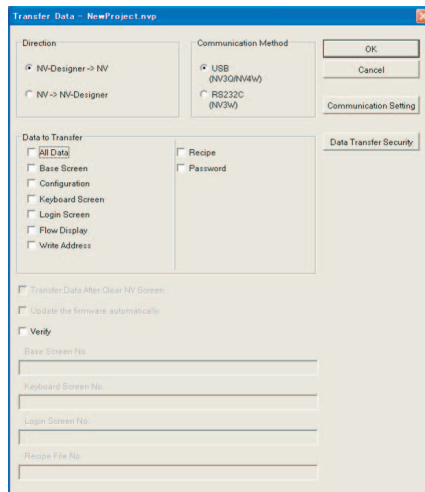 Transfer Data - NewProject.nvp
Direction
NV-Designer -> NV
NV -> NV-Designer
Communication Method
USB
(NV3Q/NV4W)
RS232C
(NV3W)
OK
Cancel
Communication Setting
Data Transfer Security
Data to Transfer
All Data
Base Screen
Configuration
Keyboard Screen
Login Screen
Flow Display
Write Address
Recipe
Password
Transfer Data After Clear NV Screen
Update the firmware automatically
Verify
Base Screen No.
Keyboard Screen No.
Login Screen No.
Recipe File No.